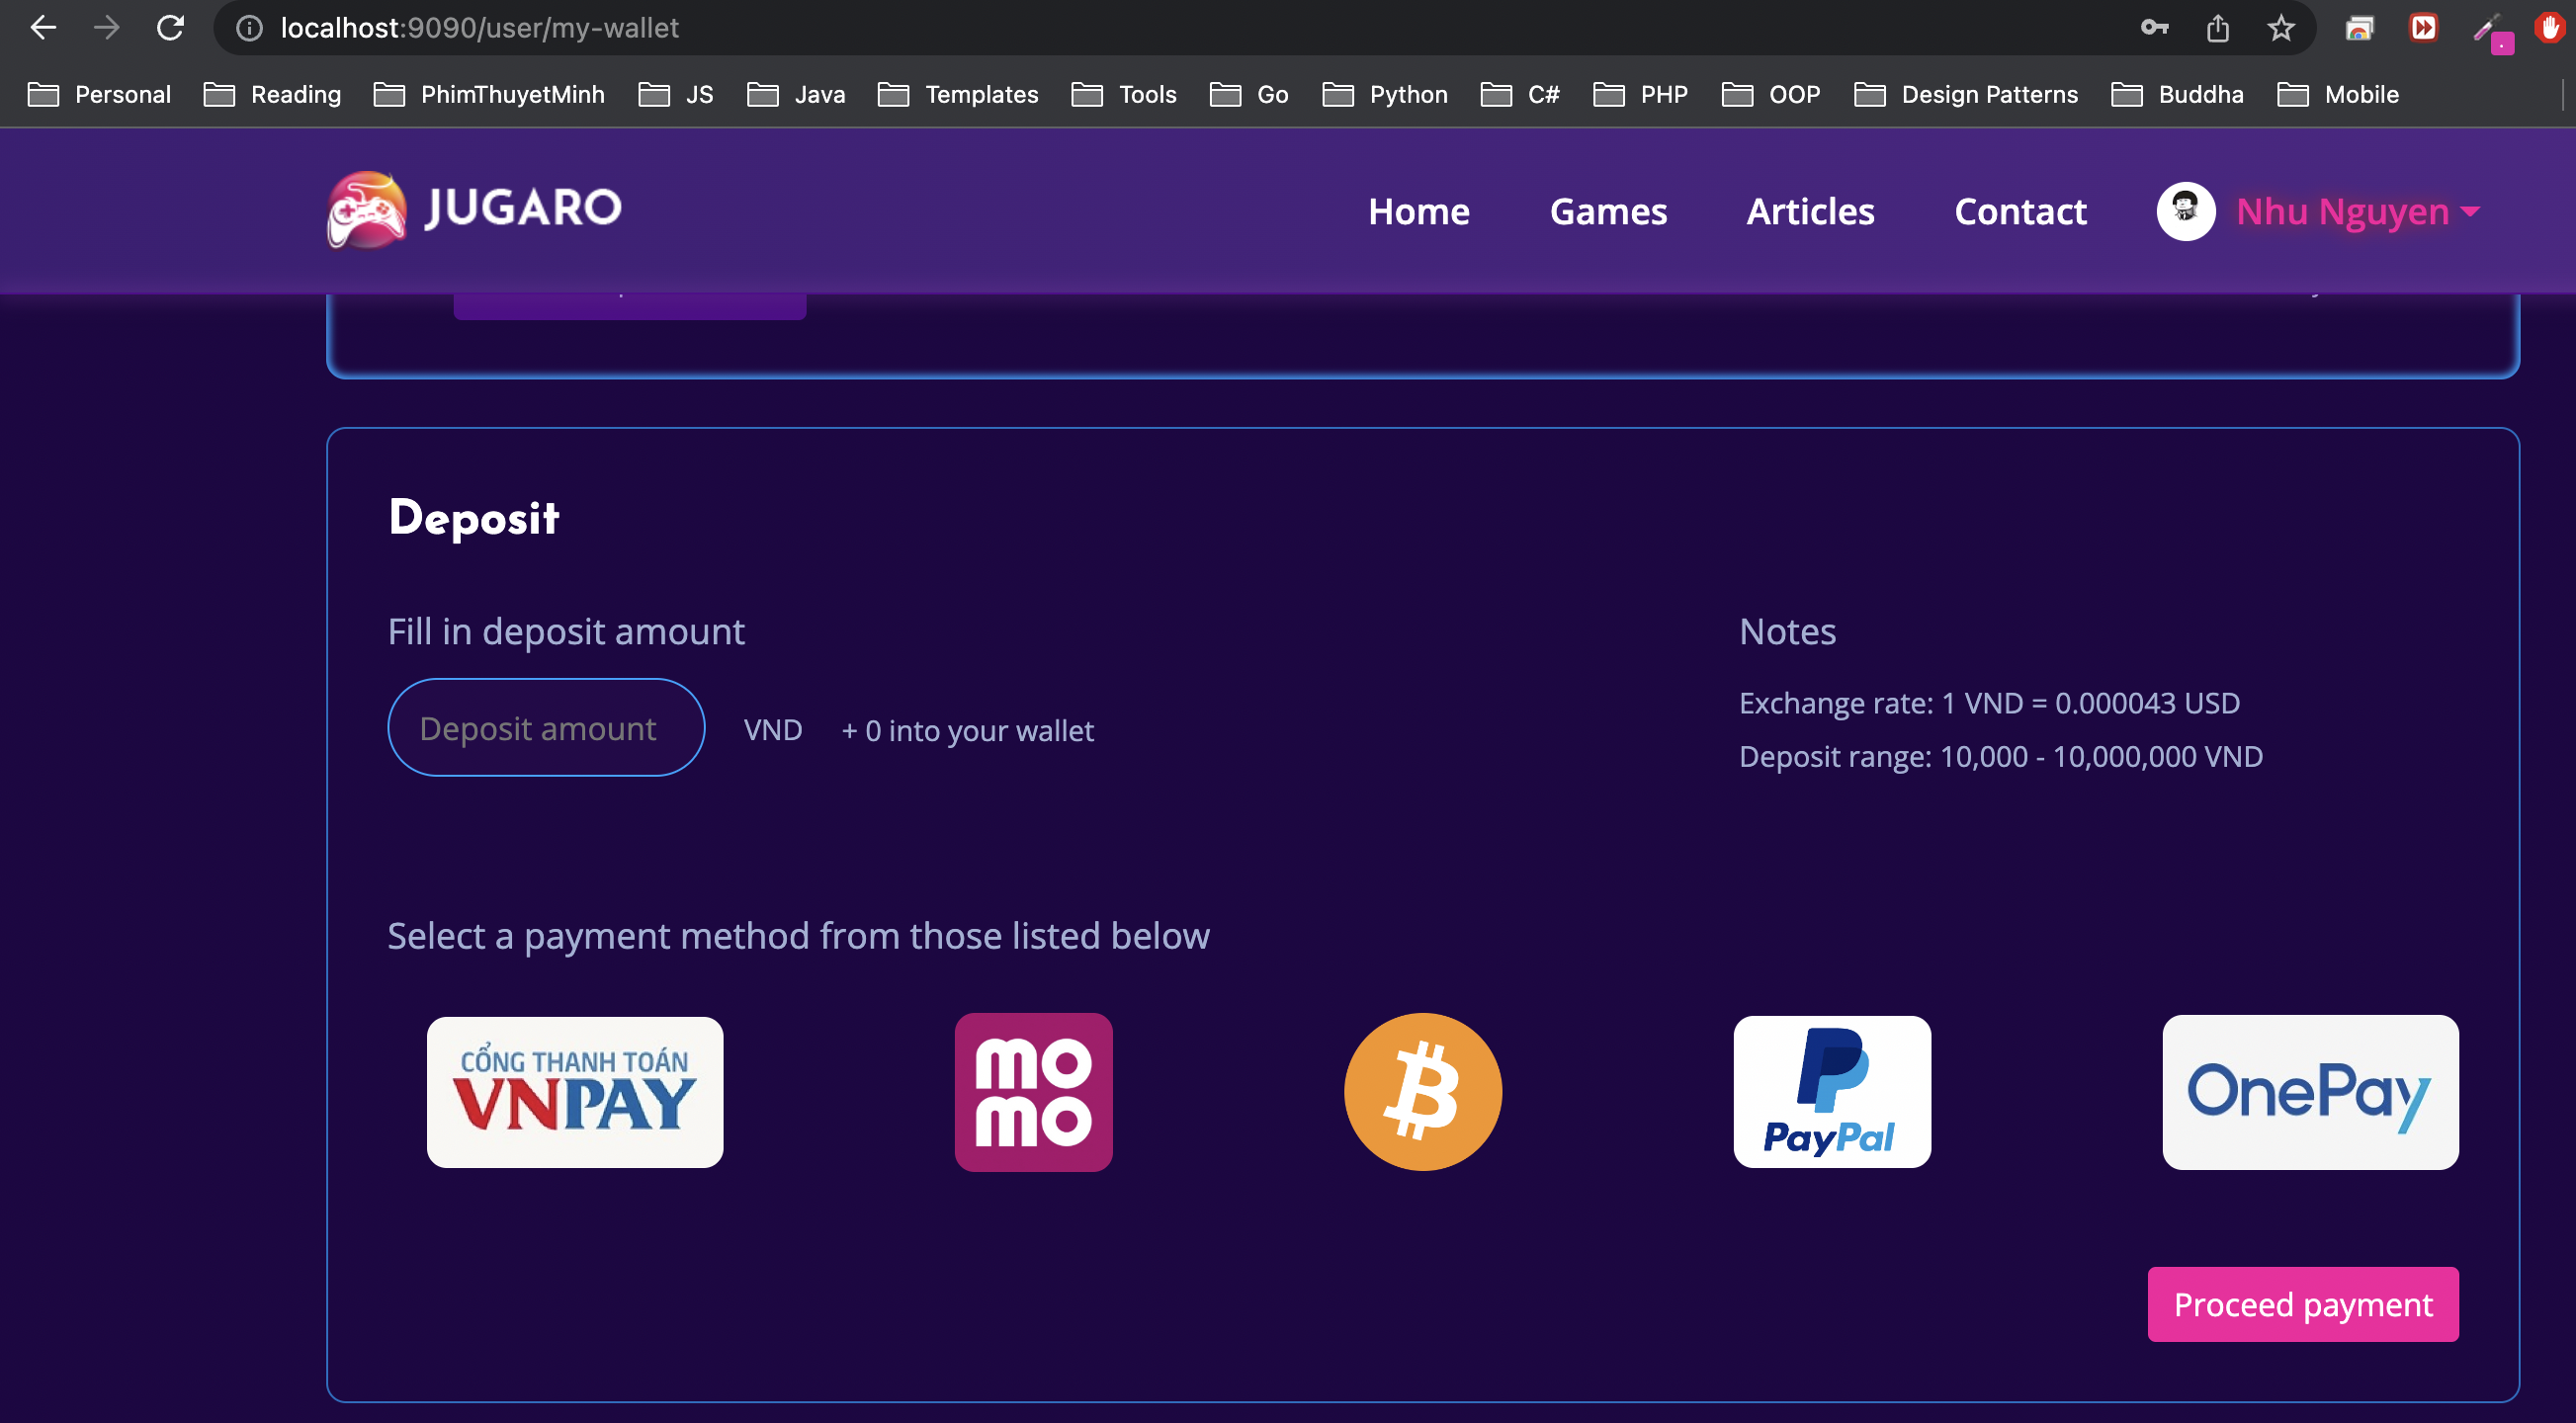 localhost:9090/user/my-wallet
Personal Reading PhimThuyetMinh JS Java Templates Tools Go Python C# PHP OOP Design Patterns Buddha Mobile
JUGARO Home Games Articles Contact Nhu Nguyen
Deposit
Fill in deposit amount
Deposit amount VND + 0 into your wallet
Notes
Exchange rate: 1 VND = 0.000043 USD
Deposit range: 10,000 - 10,000,000 VND
Select a payment method from those listed below
CỔNG THANH TOÁN
VNPAY
mo
mo
PayPal
OnePay
Proceed payment